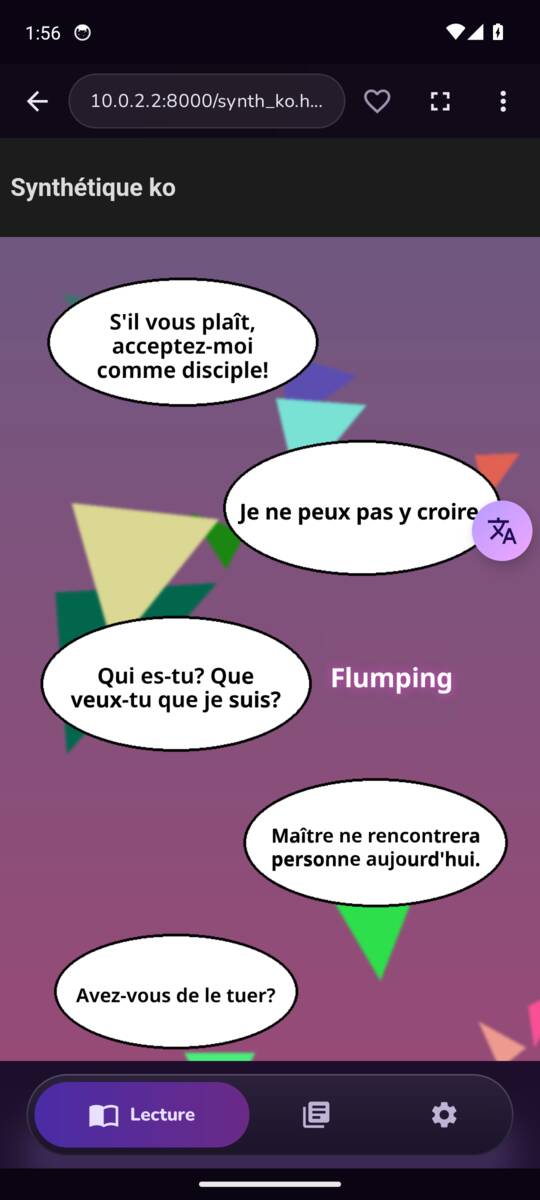 1:56
10.0.2.2:8000/synth_ko.h...
Synthétique ko
S'il vous plaît,
acceptez-moi
comme disciple!
Je ne peux pas y croire
Qui es-tu? Que
veux-tu que je suis?
Flumping
Maître ne rencontrera
personne aujourd'hui.
Avez-vous de le tuer?
Lecture